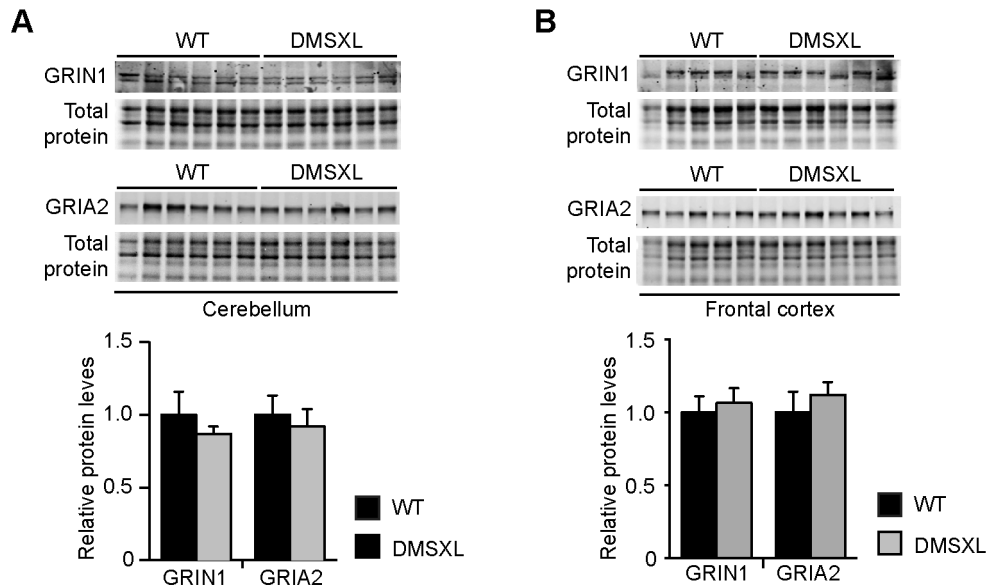 A
WT DMSXL
GRIN1
Total
protein
WT DMSXL
GRIA2
Total
protein
Cerebellum
1.5
1.0
0.5
0
Relative protein leves
GRIN1 GRIA2
WT
DMSXL
B
WT DMSXL
GRIN1
Total
protein
WT DMSXL
GRIA2
Total
protein
Frontal cortex
1.5
1.0
0.5
0
Relative protein leves
GRIN1 GRIA2
WT
DMSXL